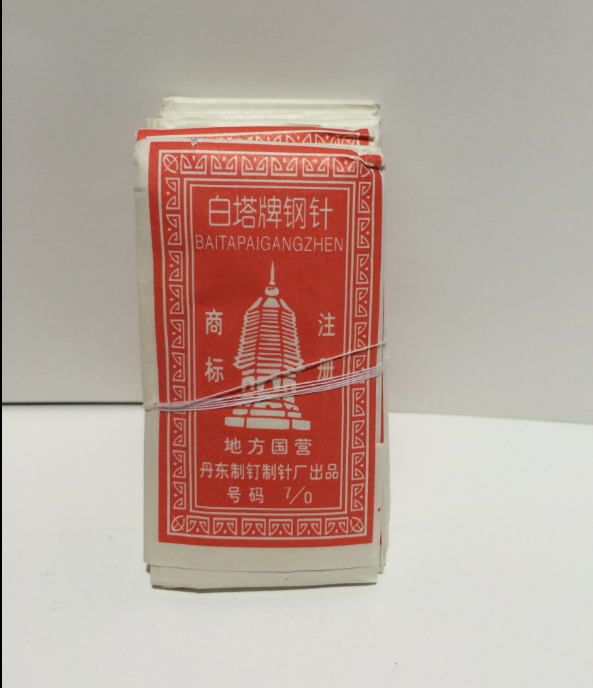 白塔牌钢针
BAITAPAIGANGZHEN
商 注
标 册
地方国营
丹东制钉制针厂出品
号码 7/0